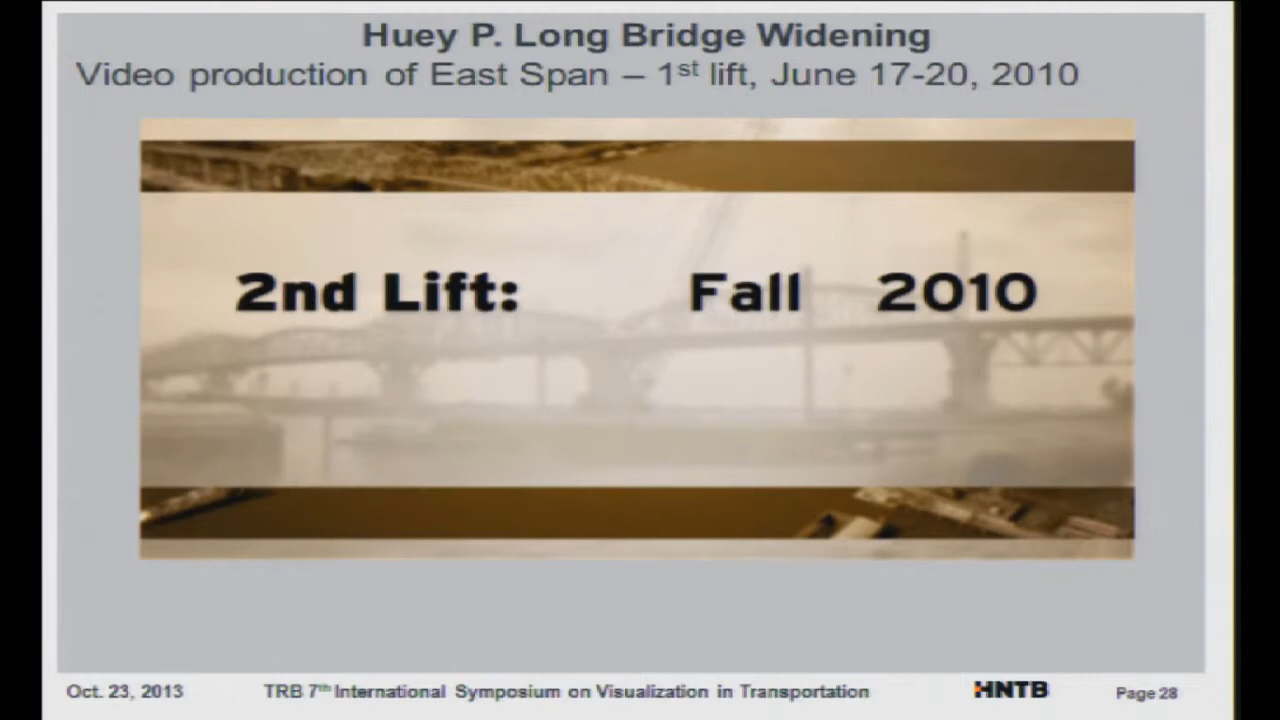 Huey P. Long Bridge Widening
Video production of East Span – 1st lift, June 17-20, 2010
2nd Lift: Fall 2010
Oct. 23, 2013 TRB 7th International Symposium on Visualization in Transportation HNTB Page 28